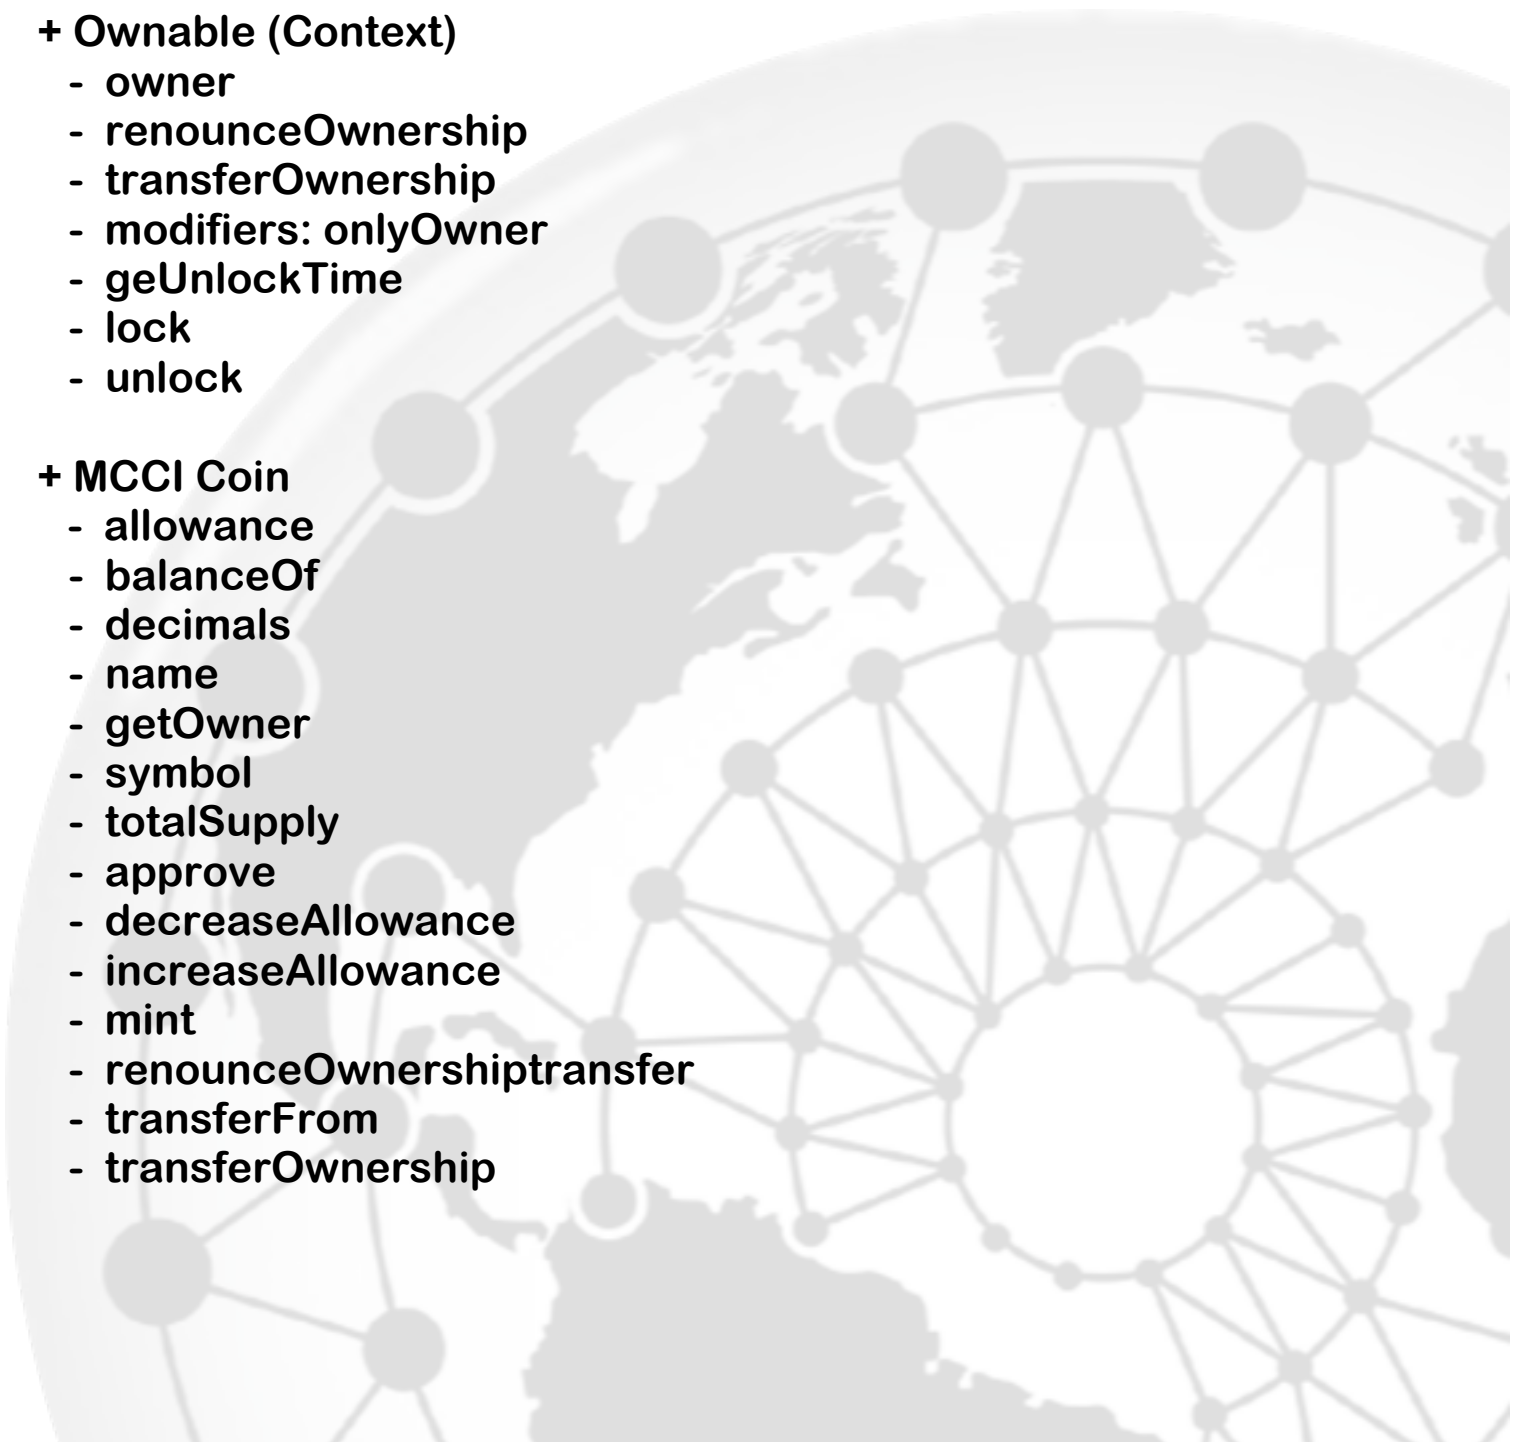 + Ownable (Context)
- owner
- renounceOwnership
- transferOwnership
- modifiers: onlyOwner
- geUnlockTime
- lock
- unlock
+ MCCI Coin
- allowance
- balanceOf
- decimals
- name
- getOwner
- symbol
- totalSupply
- approve
- decreaseAllowance
- increaseAllowance
- mint
- renounceOwnershiptransfer
- transferFrom
- transferOwnership